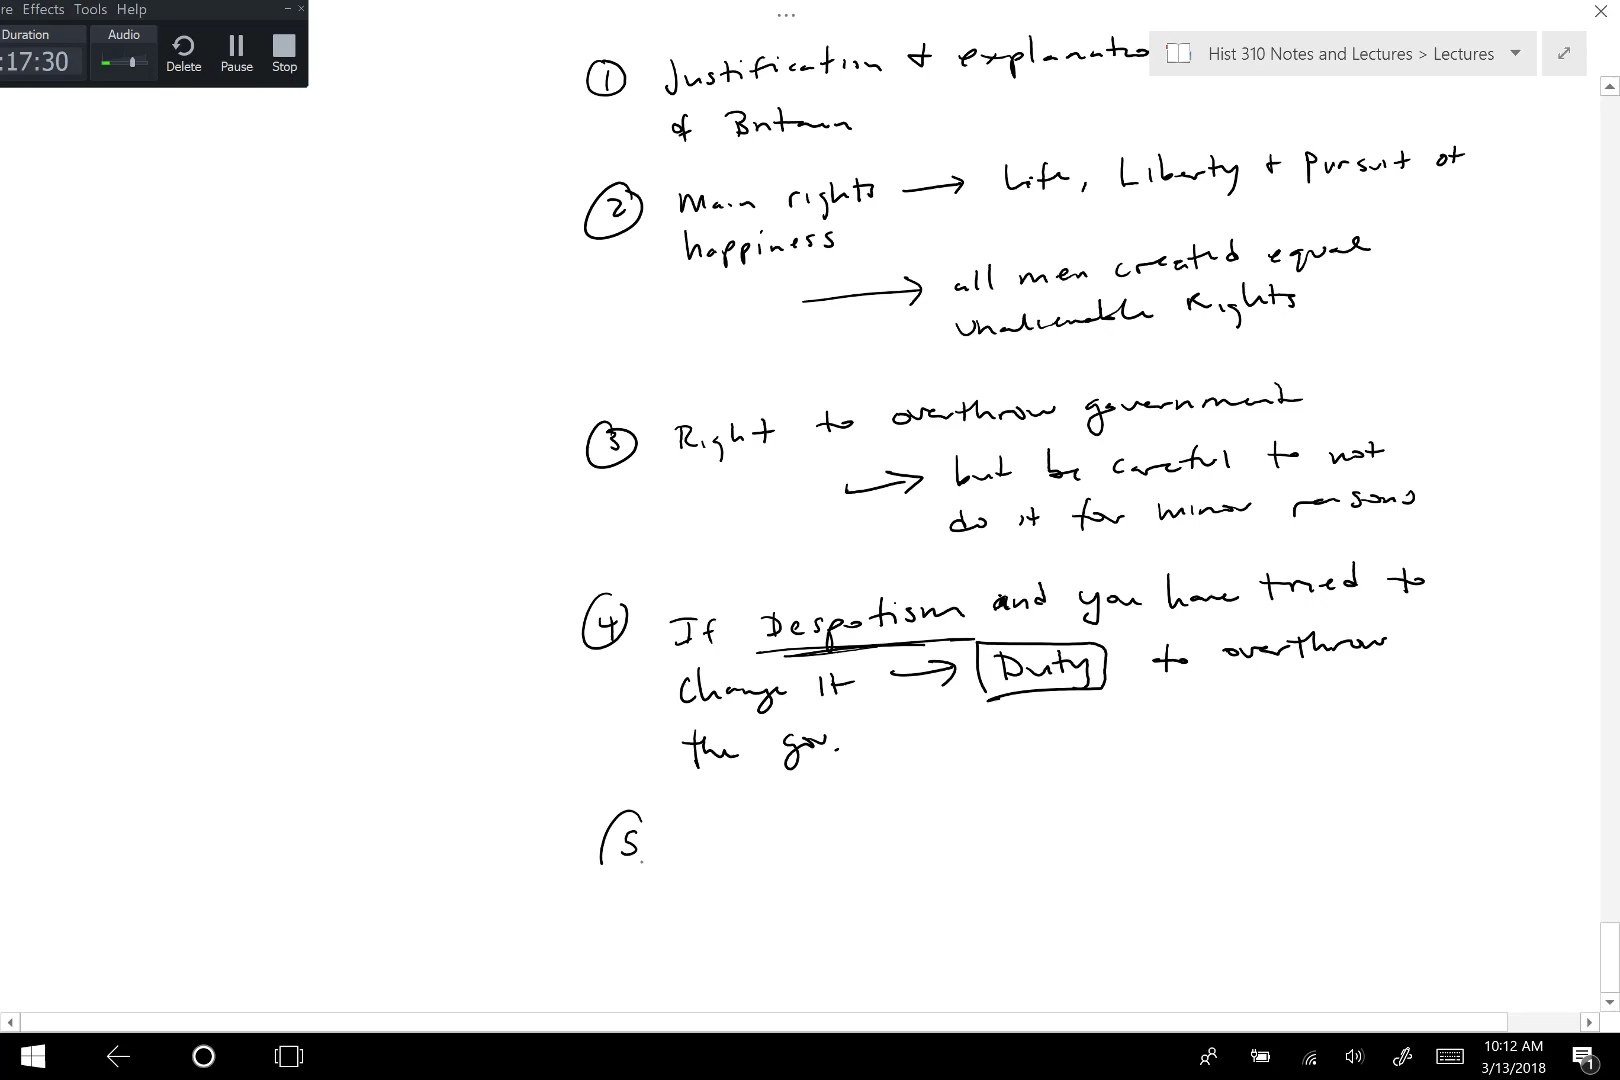 re Effects Tools Help
Duration
Audio
:17:30
Delete
Pause
Stop
Hist 310 Notes and Lectures > Lectures
1 Justification + explanatio
of Britain
2 Main rights → Life, Liberty + Pursuit of
happiness
→ all men created equal
unalienable Rights
3 Right to overthrow government
→ but be careful to not
do it for minor reasons
4 If Despotism and you have tried to
change it → Duty to overthrow
the gov.
5
10:12 AM
3/13/2018
1